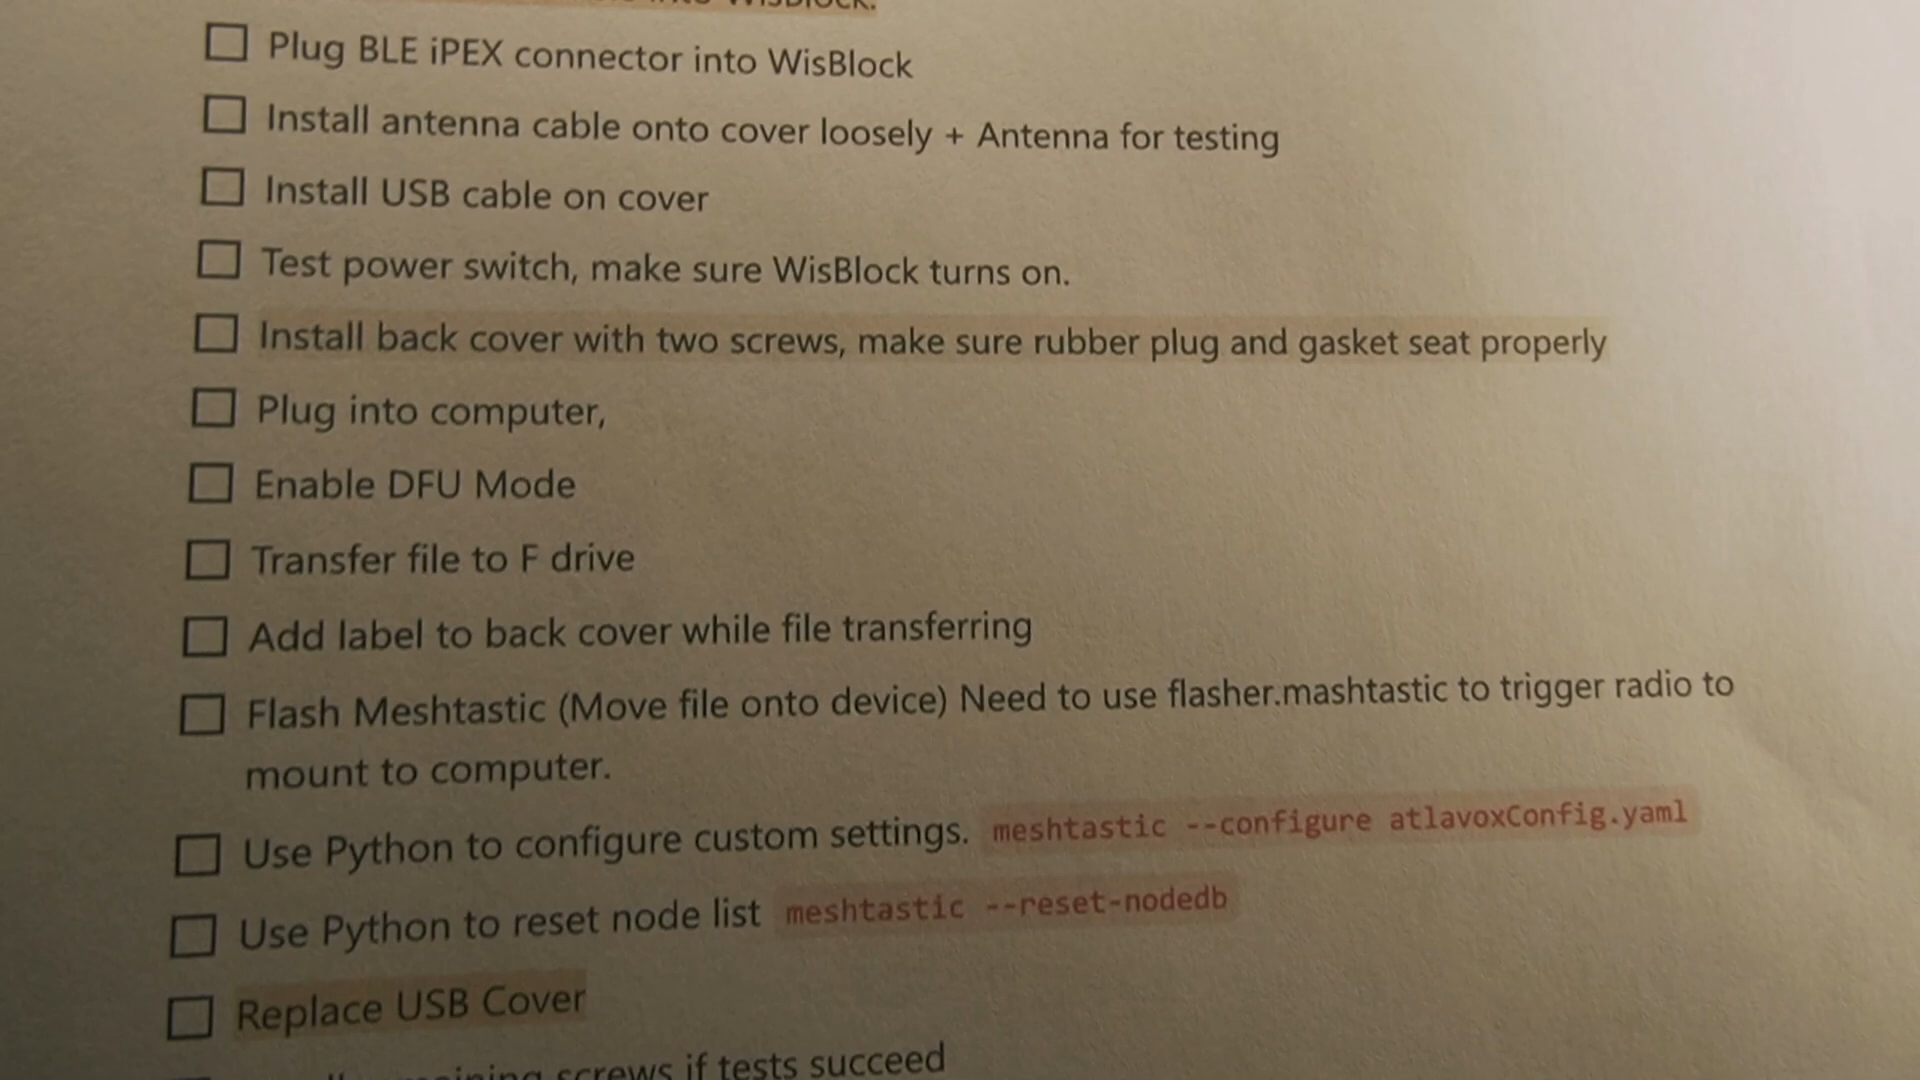 into WisBlock.
Plug BLE iPEX connector into WisBlock
Install antenna cable onto cover loosely + Antenna for testing
Install USB cable on cover
Test power switch, make sure WisBlock turns on.
Install back cover with two screws, make sure rubber plug and gasket seat properly
Plug into computer,
Enable DFU Mode
Transfer file to F drive
Add label to back cover while file transferring
Flash Meshtastic (Move file onto device) Need to use flasher.mashtastic to trigger radio to
mount to computer.
Use Python to configure custom settings. meshtastic --configure atlavoxConfig.yaml
Use Python to reset node list meshtastic --reset-nodedb
Replace USB Cover
screws if tests succeed